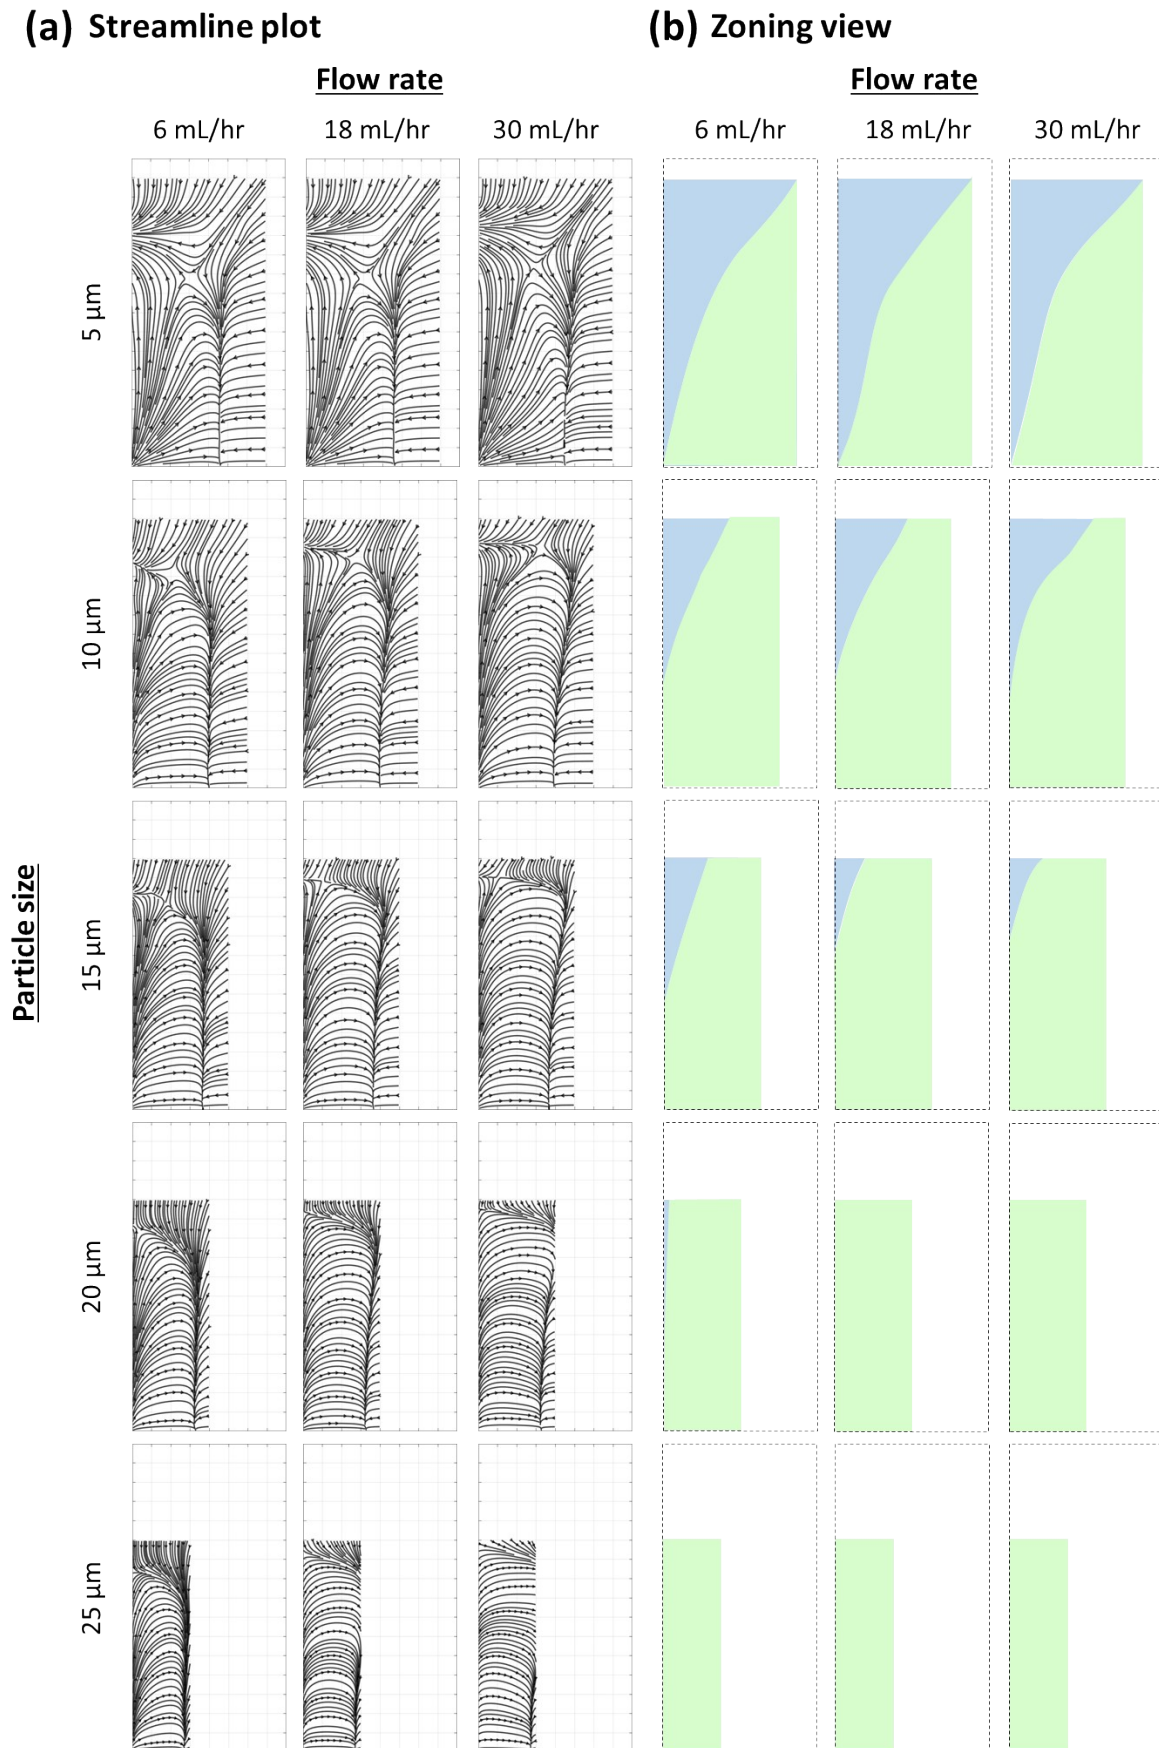 (a) Streamline plot
(b) Zoning view
Flow rate
Flow rate
6 mL/hr
18 mL/hr
30 mL/hr
6 mL/hr
18 mL/hr
30 mL/hr
5 µm
10 µm
Particle size
15 µm
20 µm
25 µm